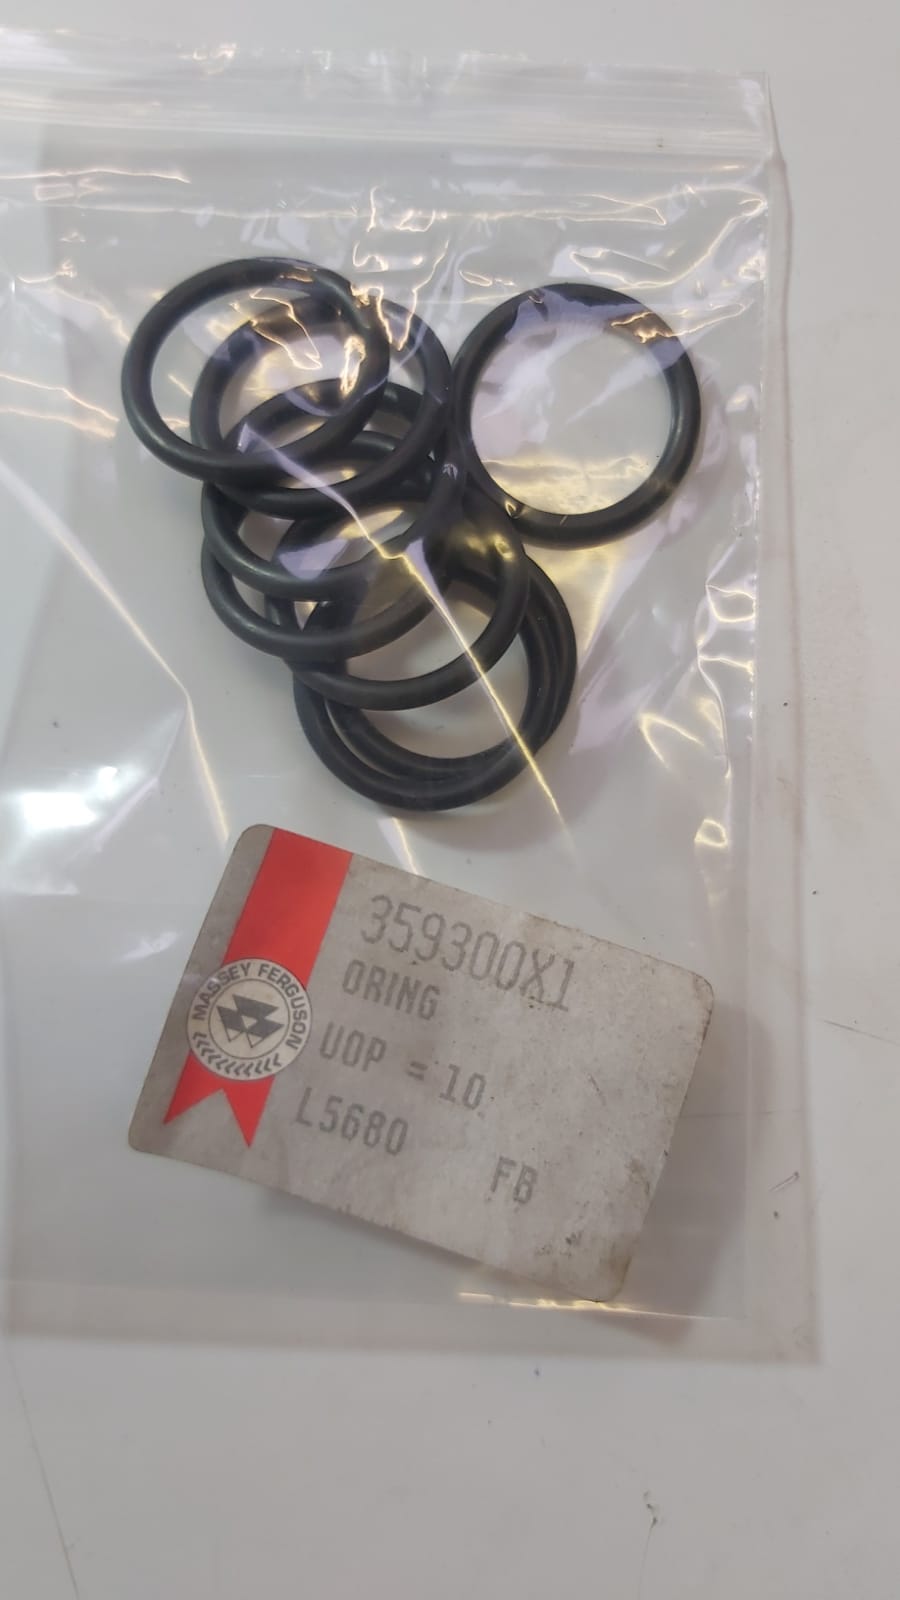 359300X1
ORING
UOP = 10
L5680
FB
MASSEY FERGUSON